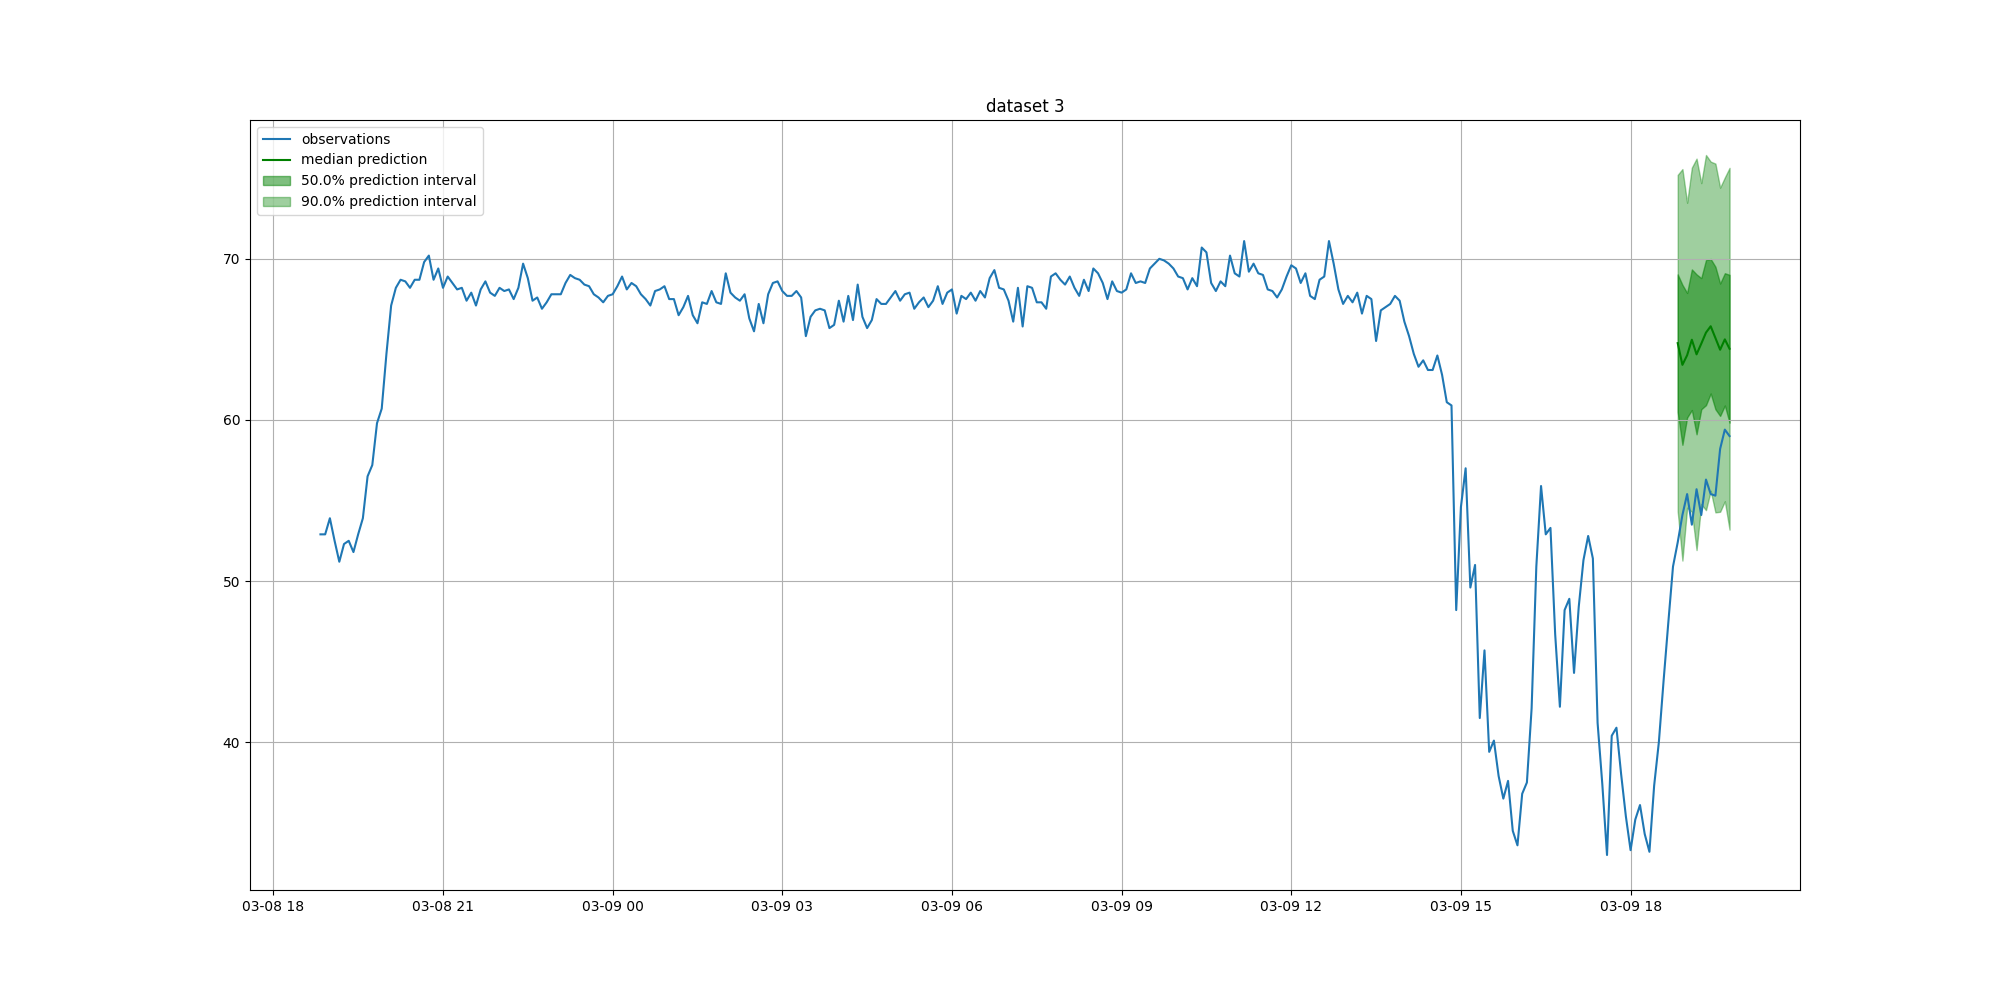 dataset 3
observations
median prediction
50.0% prediction interval
90.0% prediction interval
70
60
50
40
03-08 18
03-08 21
03-09 00
03-09 03
03-09 06
03-09 09
03-09 12
03-09 15
03-09 18